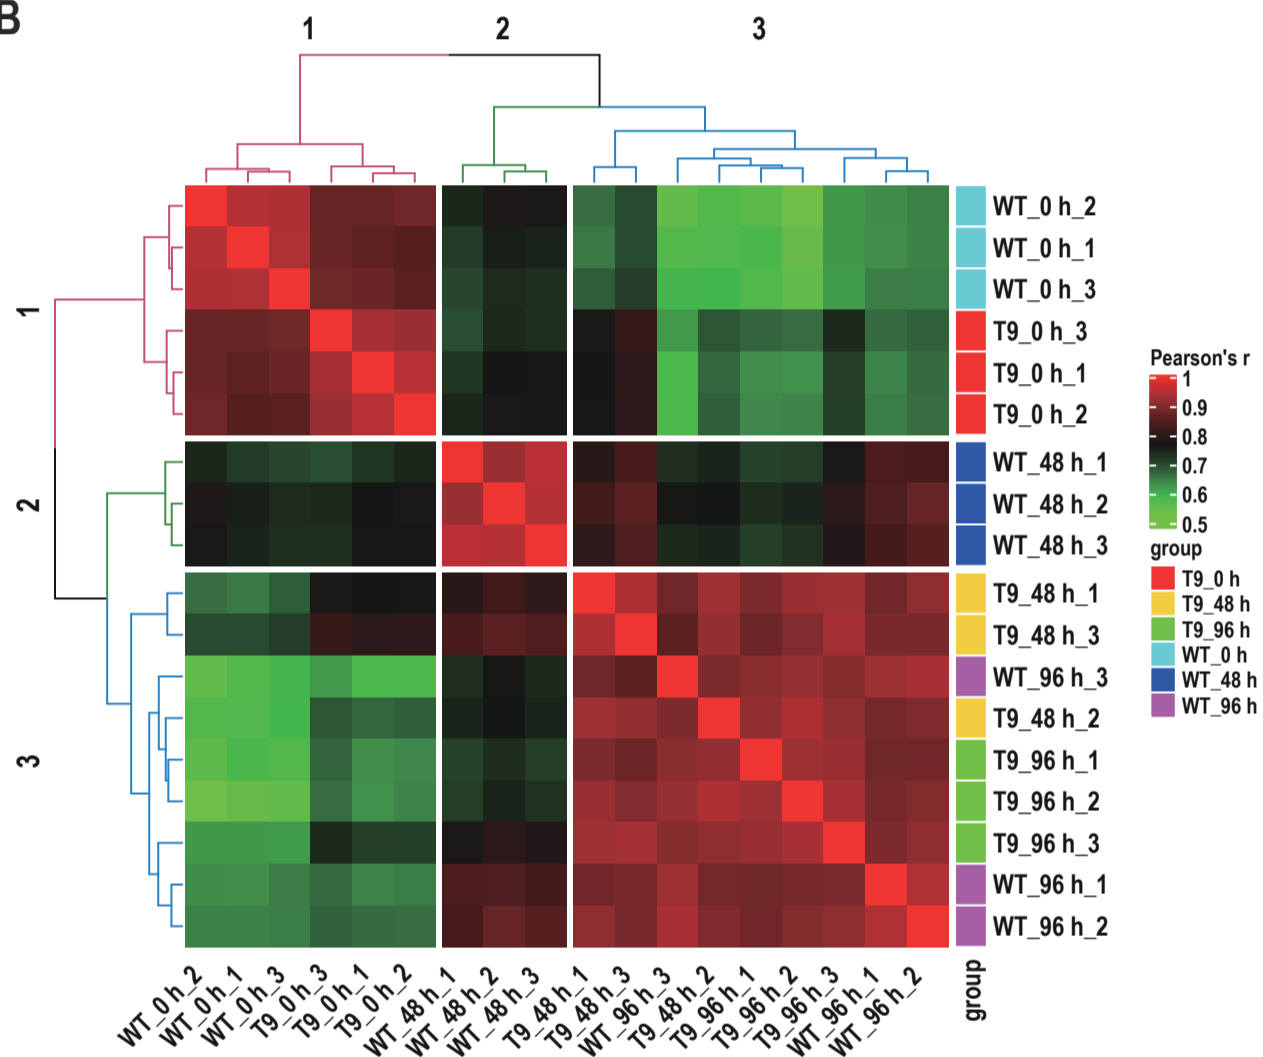 B
1
2
3
1
2
3
WT_0 h_2
WT_0 h_1
WT_0 h_3
T9_0 h_3
T9_0 h_1
T9_0 h_2
WT_48 h_1
WT_48 h_2
WT_48 h_3
T9_48 h_1
T9_48 h_3
WT_96 h_3
T9_48 h_2
T9_96 h_1
T9_96 h_2
T9_96 h_3
WT_96 h_1
WT_96 h_2
Pearson's r
1
0.9
0.8
0.7
0.6
0.5
group
T9_0 h
T9_48 h
T9_96 h
WT_0 h
WT_48 h
WT_96 h
WT_0 h_2
WT_0 h_1
WT_0 h_3
T9_0 h_3
T9_0 h_1
T9_0 h_2
WT_48 h_1
WT_48 h_2
WT_48 h_3
T9_48 h_1
T9_48 h_3
WT_96 h_3
T9_48 h_2
T9_96 h_1
T9_96 h_2
T9_96 h_3
WT_96 h_1
WT_96 h_2
group